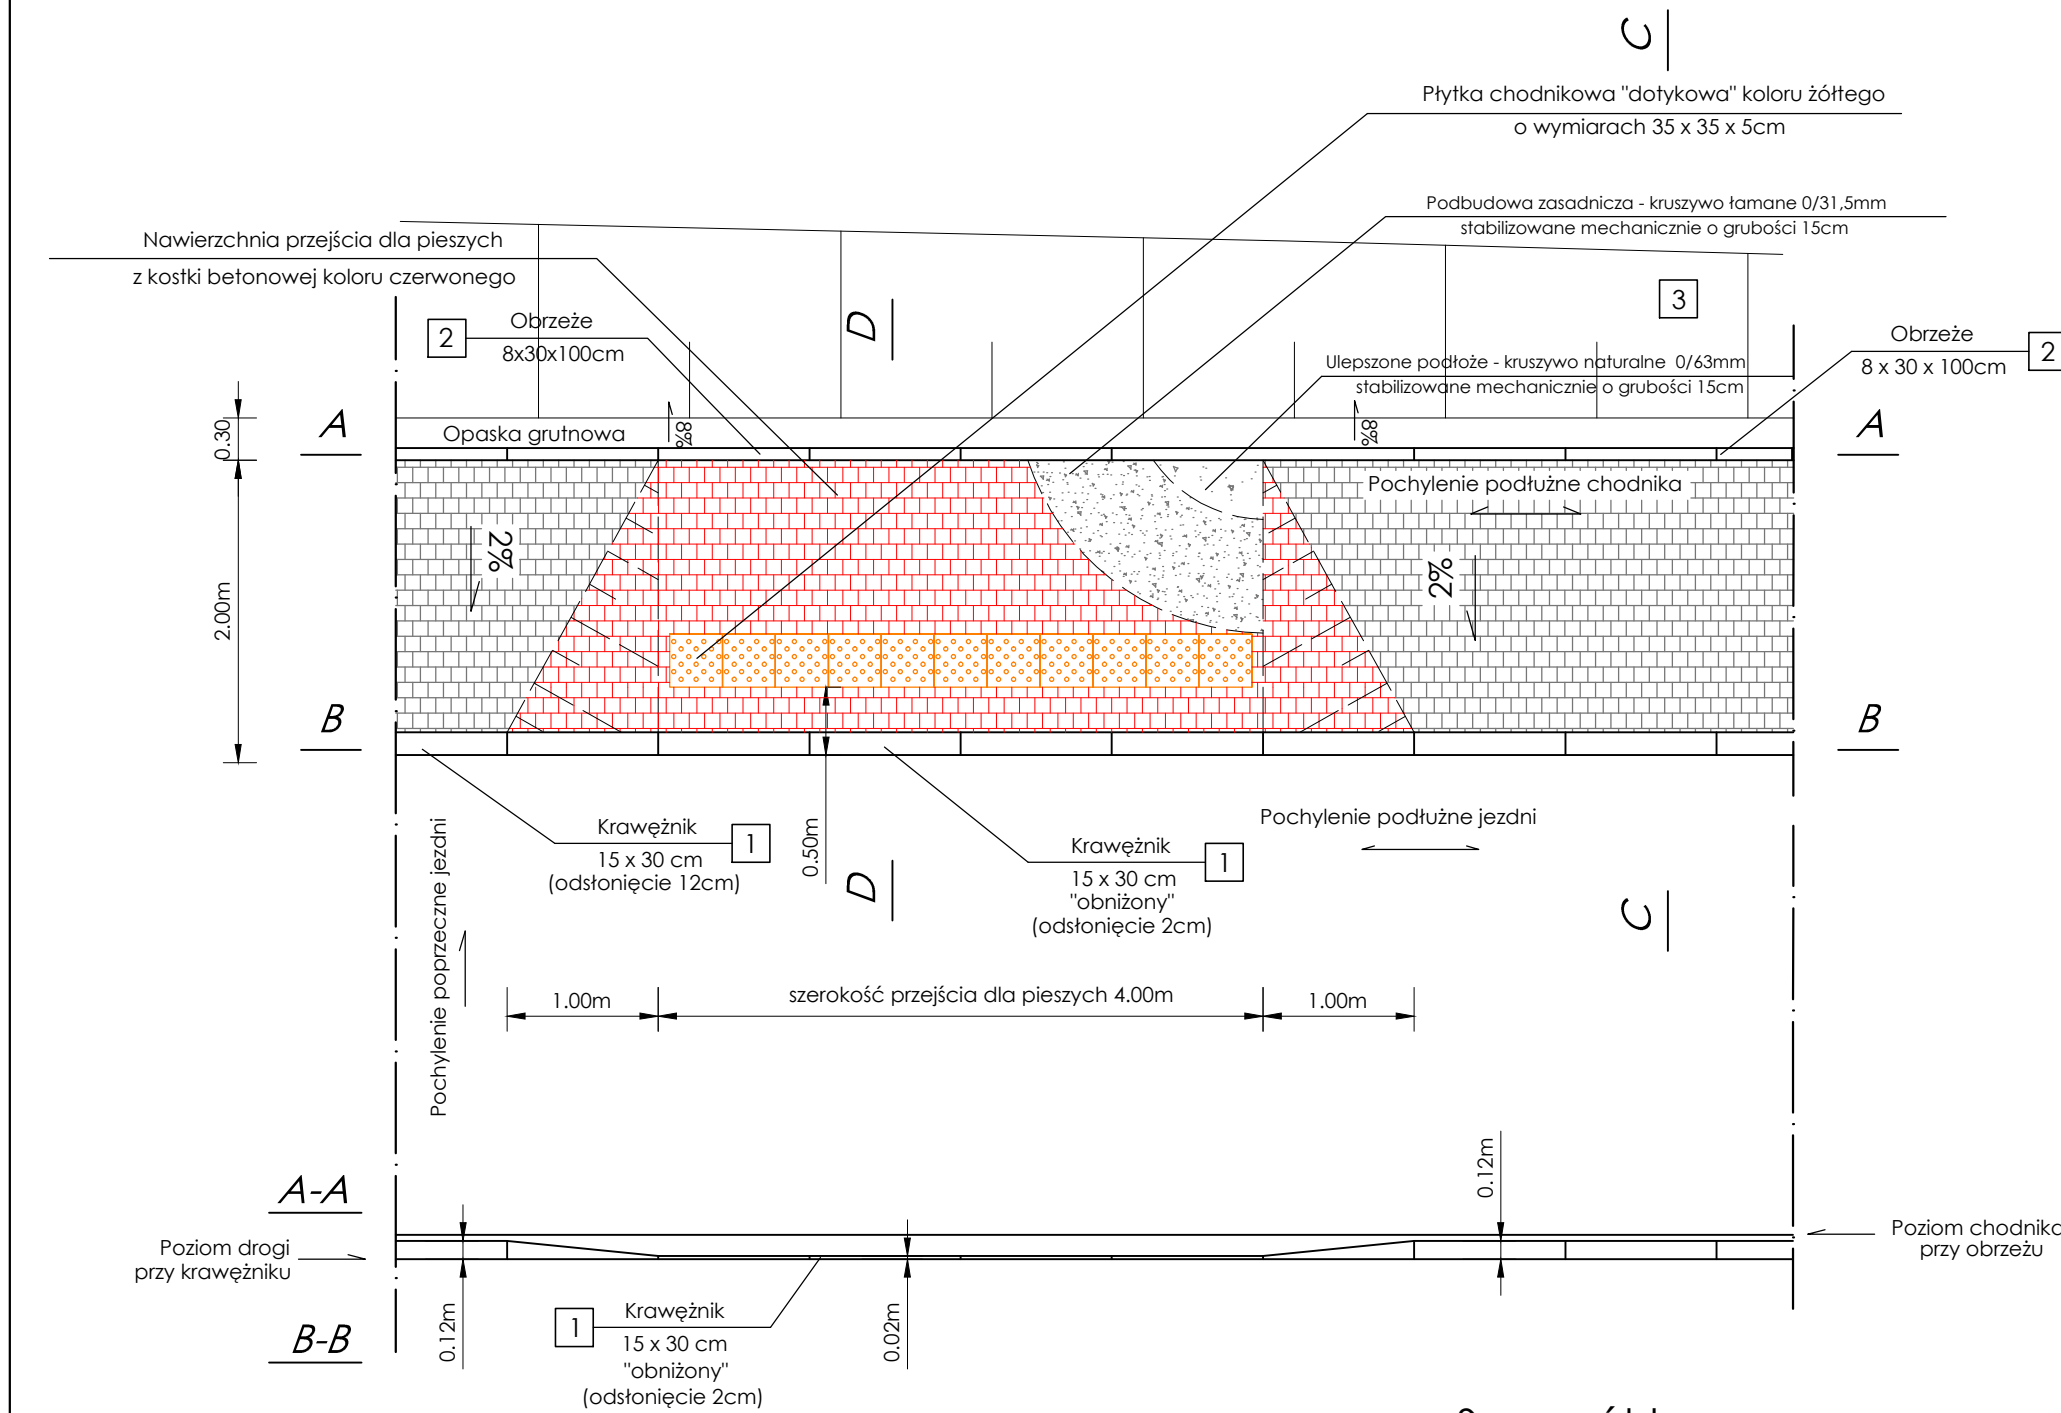 C
Płytka chodnikowa "dotykowa" koloru żółtego
o wymiarach 35 x 35 x 5cm
Podbudowa zasadnicza - kruszywo łamane 0/31,5mm
stabilizowane mechanicznie o grubości 15cm
Nawierzchnia przejścia dla pieszych
z kostki betonowej koloru czerwonego
3
D
2
Obrzeże
8x30x100cm
Obrzeże
8 x 30 x 100cm
2
Ulepszone podłoże - kruszywo naturalne 0/63mm
stabilizowane mechanicznie o grubości 15cm
0.30
A
Opaska grutnowa
8%
8%
A
Pochylenie podłużne chodnika
2%
2%
2.00m
B
B
Krawężnik
15 x 30 cm
(odsłonięcie 12cm)
1
0.50m
D
Krawężnik
15 x 30 cm
"obniżony"
(odsłonięcie 2cm)
1
Pochylenie podłużne jezdni
C
Pochylenie poprzeczne jezdni
1.00m
szerokość przejścia dla pieszych 4.00m
1.00m
A-A
0.12m
Poziom drogi
przy krawężniku
Poziom chodnika
przy obrzeżu
B-B
0.12m
1
Krawężnik
15 x 30 cm
"obniżony"
(odsłonięcie 2cm)
0.02m